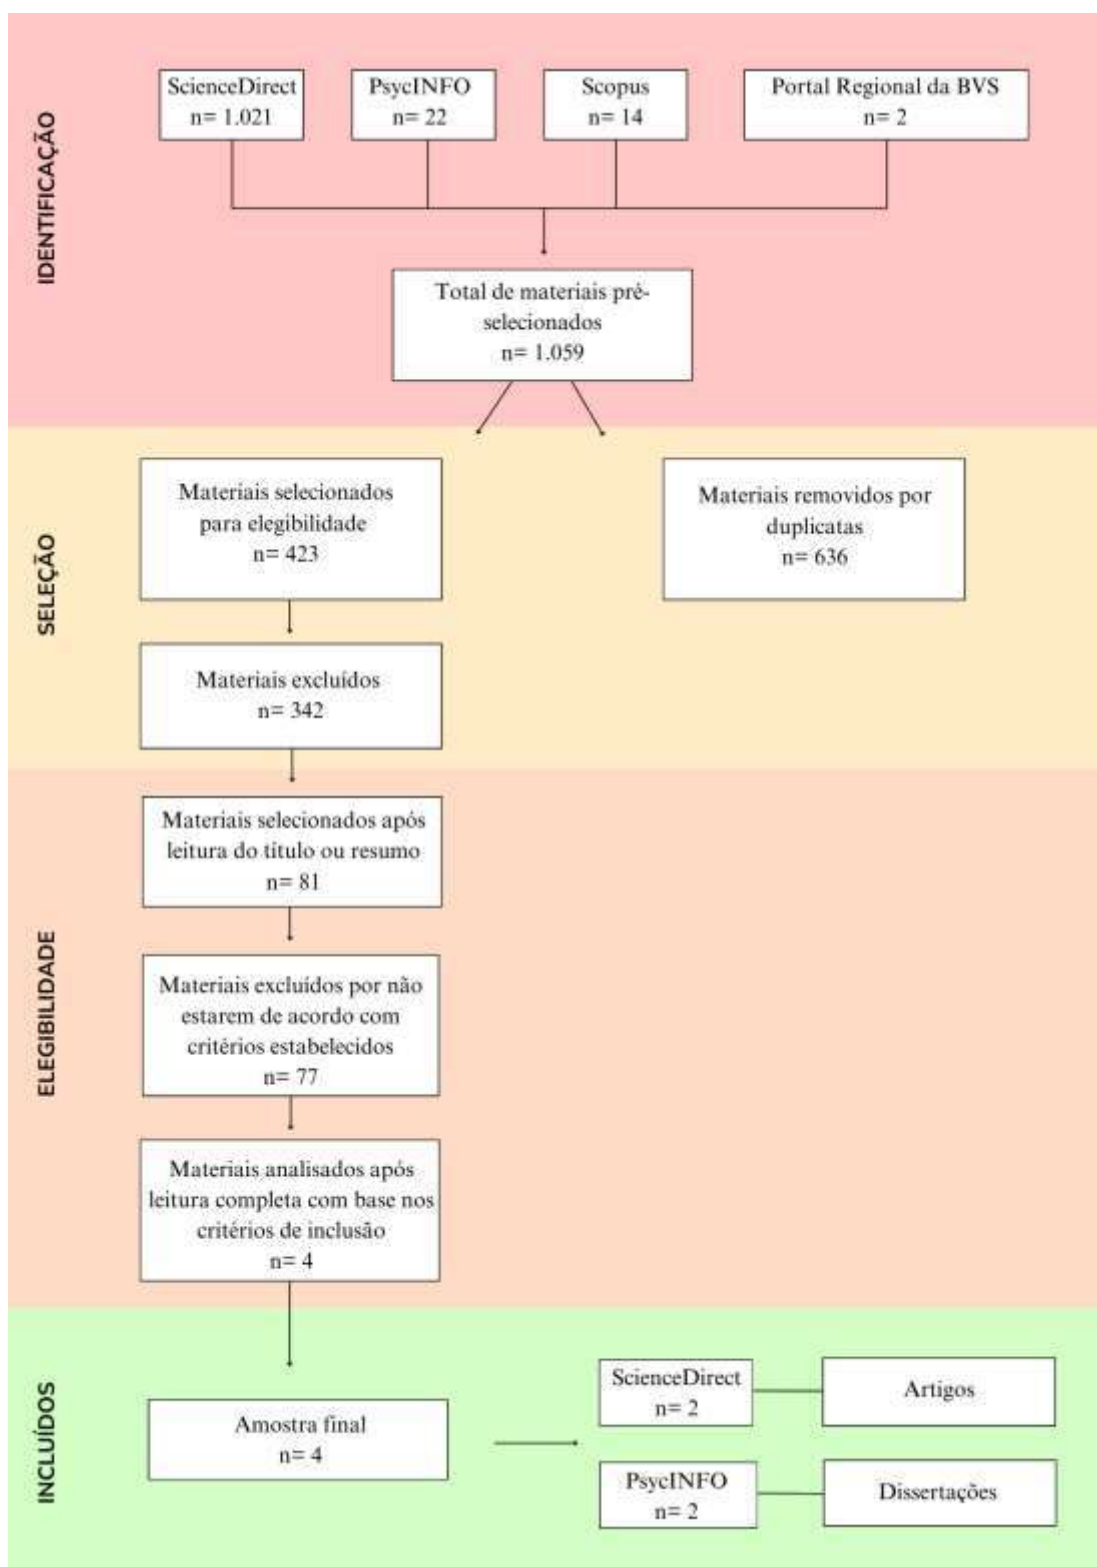 IDENTIFICAÇÃO
ScienceDirect
n= 1.021
PsycINFO
n= 22
Scopus
n= 14
Portal Regional da BVS
n= 2
Total de materiais pré-
selecionados
n= 1.059
SELEÇÃO
Materiais selecionados
para elegibilidade
n= 423
Materiais removidos por
duplicatas
n= 636
Materiais excluídos
n= 342
ELEGIBILIDADE
Materiais selecionados após
leitura do título ou resumo
n= 81
Materiais excluídos por não
estarem de acordo com
critérios estabelecidos
n= 77
Materiais analisados após
leitura completa com base nos
critérios de inclusão
n= 4
INCLUÍDOS
Amostra final
n= 4
ScienceDirect
n= 2
Artigos
PsycINFO
n= 2
Dissertações